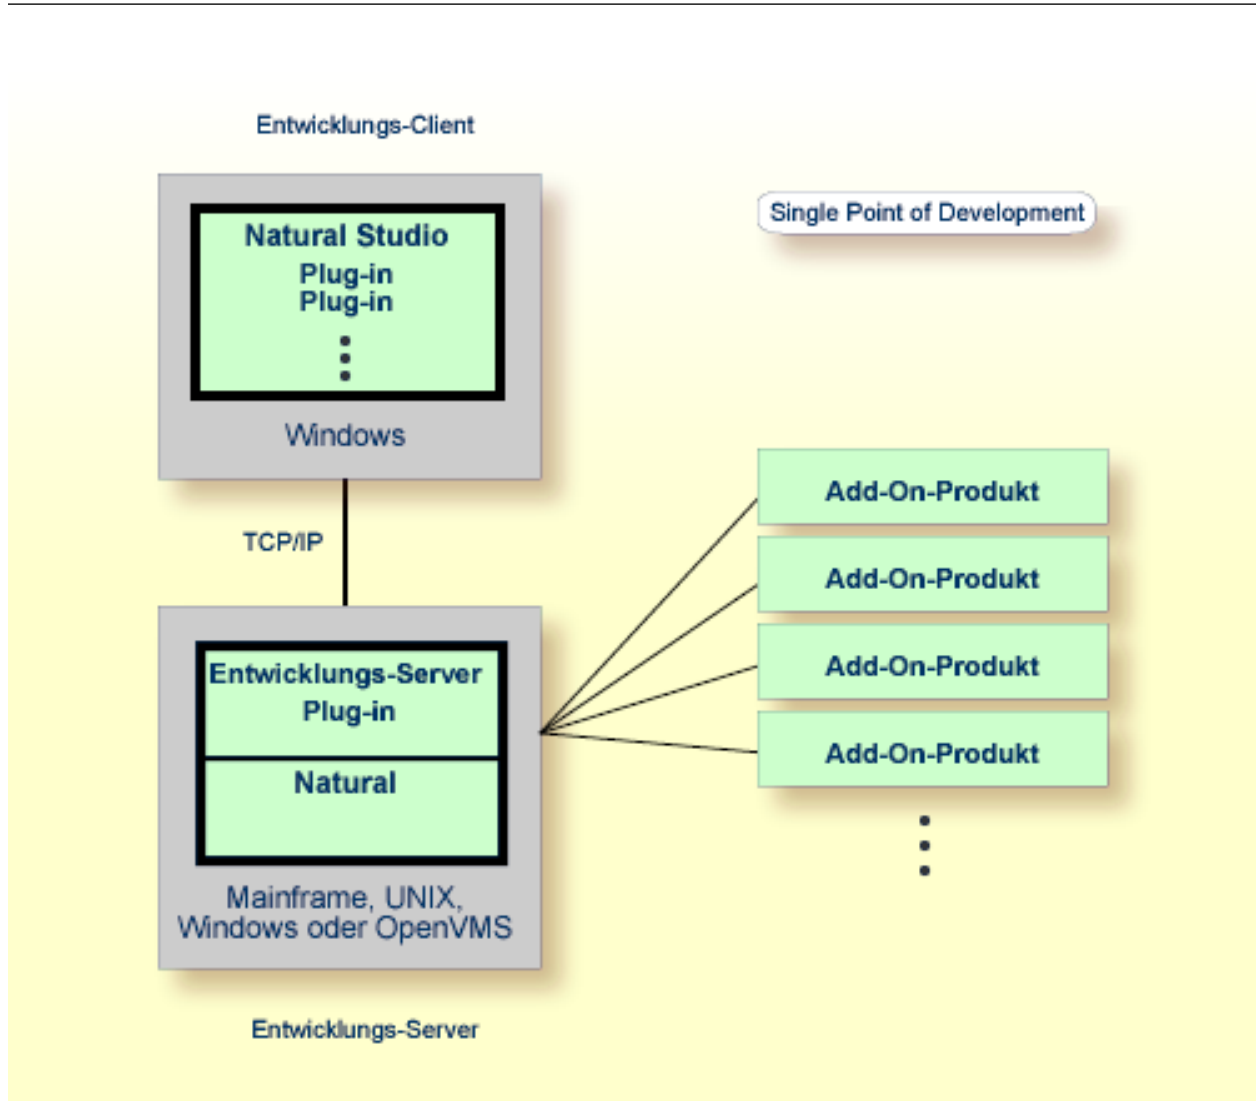 Entwicklungs-Client
Single Point of Development
Natural Studio
Plug-in
Plug-in
Windows
TCP/IP
Add-On-Produkt
Add-On-Produkt
Add-On-Produkt
Add-On-Produkt
Entwicklungs-Server
Plug-in
Natural
Mainframe, UNIX,
Windows oder OpenVMS
Entwicklungs-Server